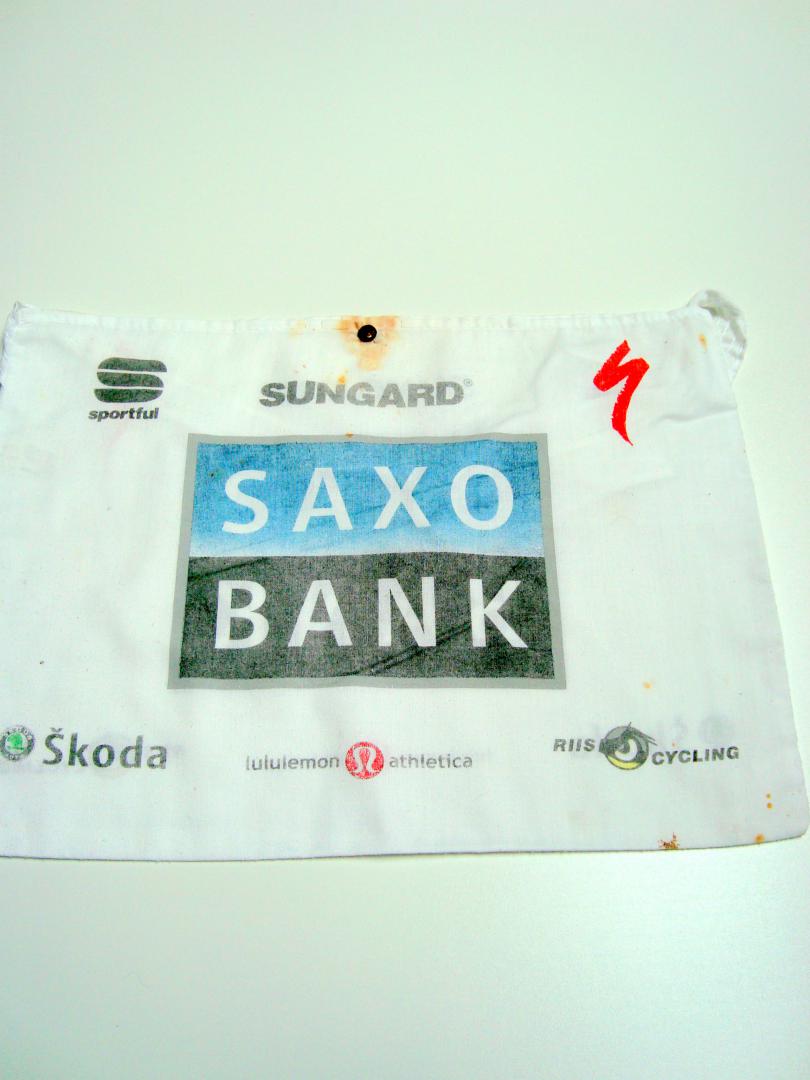 sportful
SUNGARD®
SAXO
BANK
Škoda
lululemon athletica
RIIS CYCLING